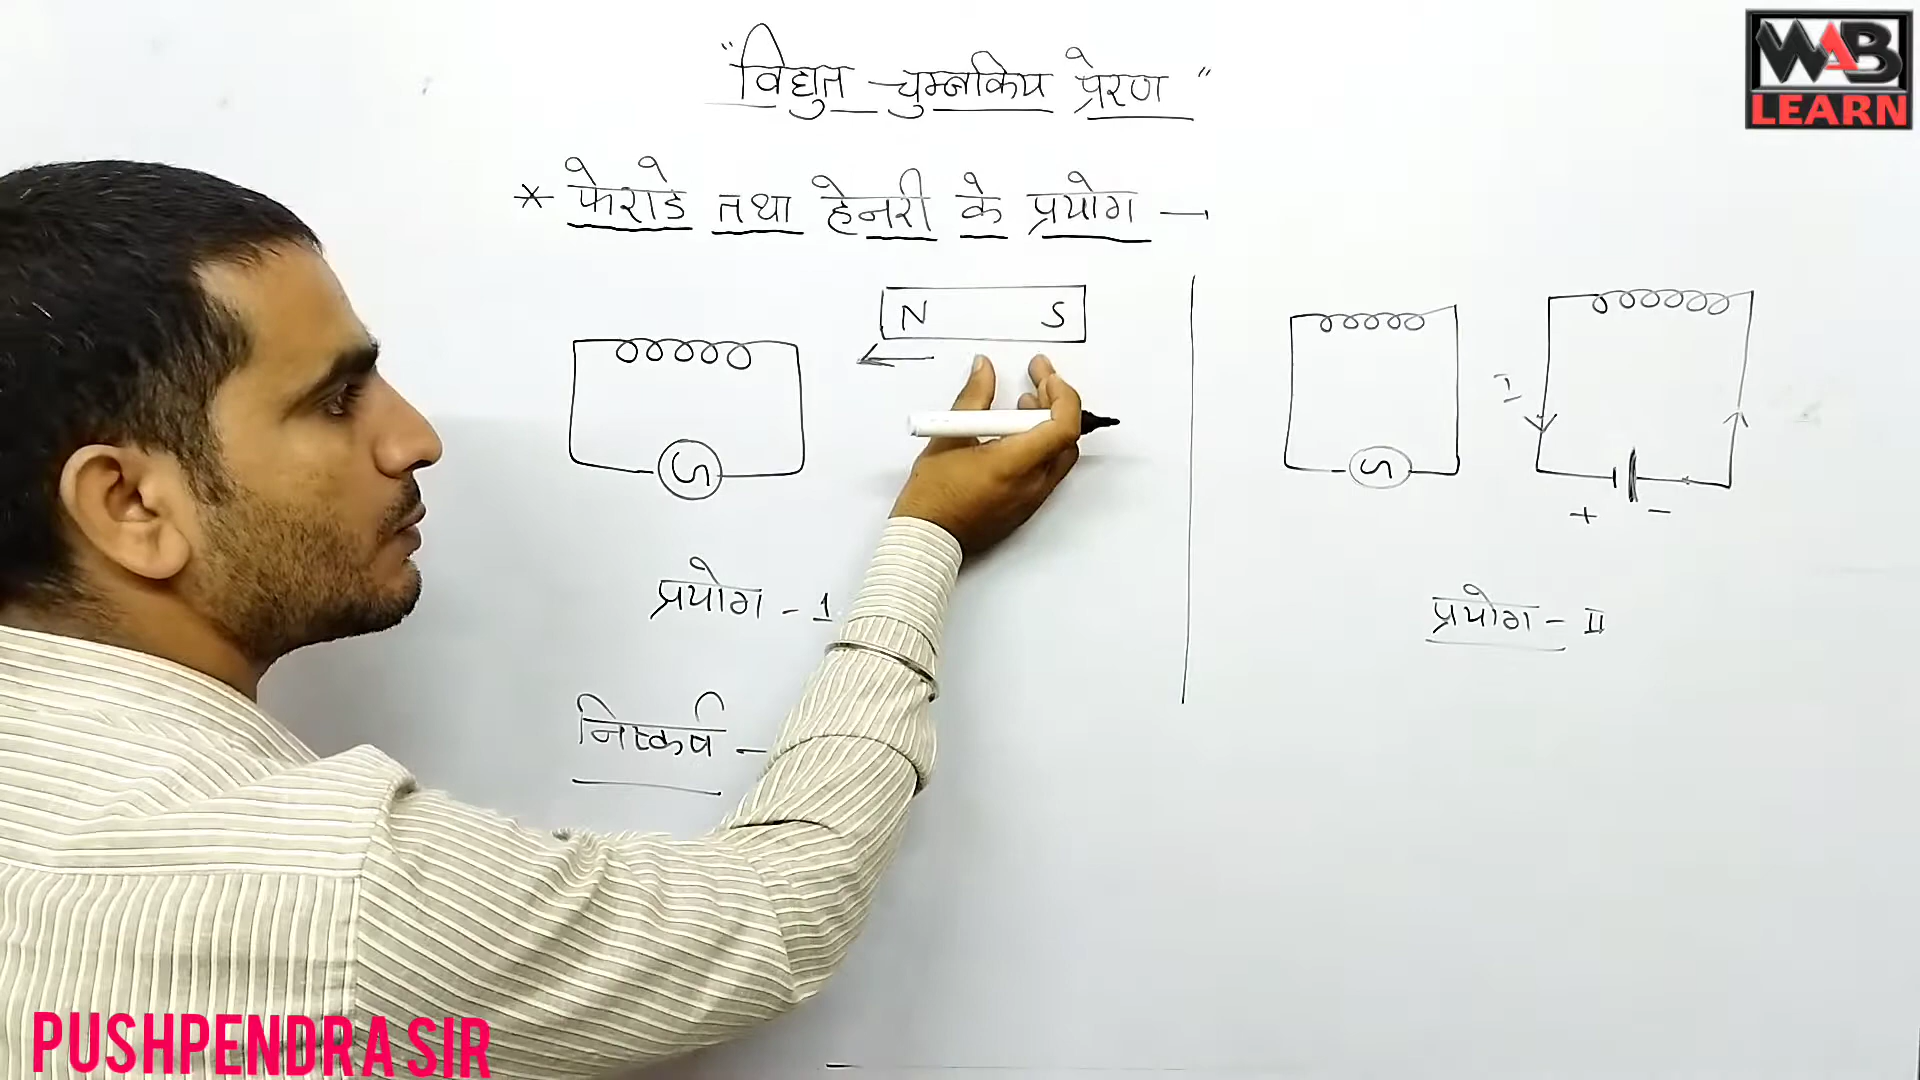 WAB
LEARN
"विद्युत चुम्बकिय प्रेरण"
* फेराडे तथा हेनरी के प्रयोग →
N S
I
G
G
+ -
प्रयोग - 1
प्रयोग - II
निष्कर्ष -
PUSHPENDRA SIR